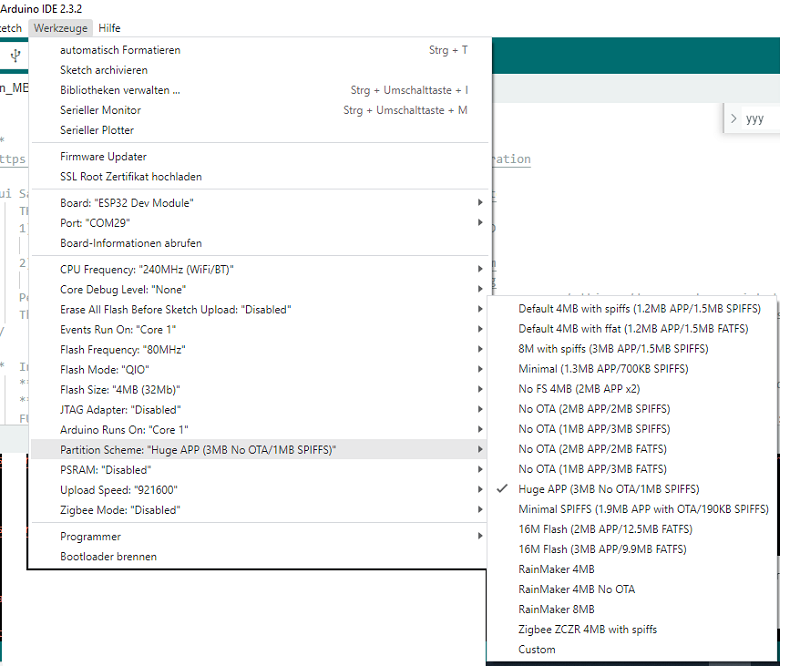 Arduino IDE 2.3.2
etch Werkzeuge Hilfe
n_ME
automatisch Formatieren Strg + T
Sketch archivieren
Bibliotheken verwalten ... Strg + Umschalttaste + I
Serieller Monitor Strg + Umschalttaste + M
Serieller Plotter
yyy
Firmware Updater
ttps ation
SSL Root Zertifikat hochladen
ui Sa
Board: "ESP32 Dev Module"
Th
Port: "COM29"
1
Board-Informationen abrufen
2
CPU Frequency: "240MHz (WiFi/BT)"
Core Debug Level: "None"
Po
Erase All Flash Before Sketch Upload: "Disabled"
Th
Events Run On: "Core 1"
Flash Frequency: "80MHz"
* In
Flash Mode: "QIO"
**
Flash Size: "4MB (32Mb)"
**
JTAG Adapter: "Disabled"
Arduino Runs On: "Core 1"
Partition Scheme: "Huge APP (3MB No OTA/1MB SPIFFS)"
PSRAM: "Disabled"
Upload Speed: "921600"
Zigbee Mode: "Disabled"
Programmer
Bootloader brennen
Default 4MB with spiffs (1.2MB APP/1.5MB SPIFFS)
Default 4MB with ffat (1.2MB APP/1.5MB FATFS)
8M with spiffs (3MB APP/1.5MB SPIFFS)
Minimal (1.3MB APP/700KB SPIFFS)
No FS 4MB (2MB APP x2)
No OTA (2MB APP/2MB SPIFFS)
No OTA (1MB APP/3MB SPIFFS)
No OTA (2MB APP/2MB FATFS)
No OTA (1MB APP/3MB FATFS)
Huge APP (3MB No OTA/1MB SPIFFS)
Minimal SPIFFS (1.9MB APP with OTA/190KB SPIFFS)
16M Flash (2MB APP/12.5MB FATFS)
16M Flash (3MB APP/9.9MB FATFS)
RainMaker 4MB
RainMaker 4MB No OTA
RainMaker 8MB
Zigbee ZCZR 4MB with spiffs
Custom